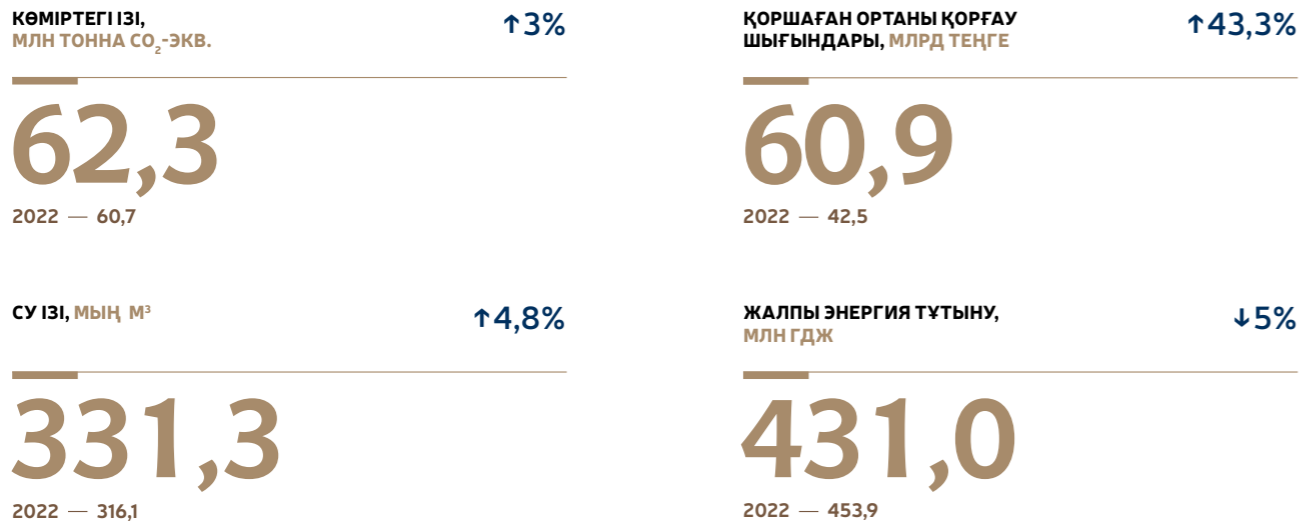 КӨМІРТЕГІ ІЗІ,
МЛН ТОННА CO₂-ЭКВ.
↑3%
62,3
2022 — 60,7
ҚОРШАҒАН ОРТАНЫ ҚОРҒАУ
ШЫҒЫНДАРЫ, МЛРД ТЕҢГЕ
↑43,3%
60,9
2022 — 42,5
СУ ІЗІ, МЫҢ М³
↑4,8%
331,3
2022 — 316,1
ЖАЛПЫ ЭНЕРГИЯ ТҰТЫНУ,
МЛН ГДЖ
↓5%
431,0
2022 — 453,9